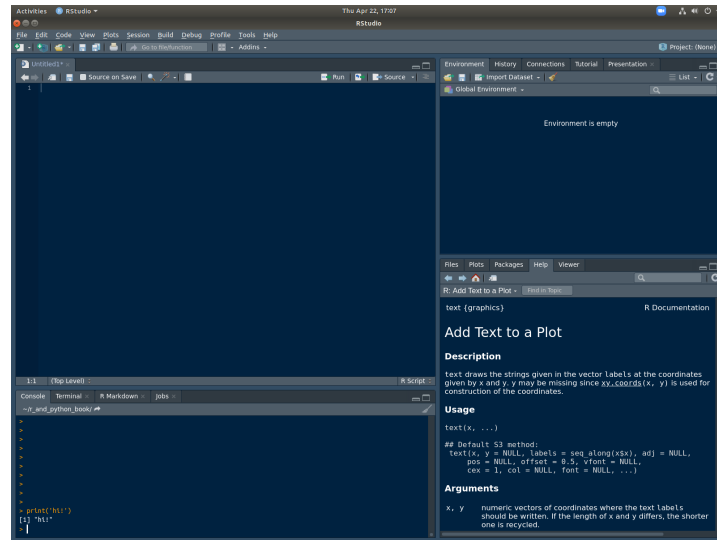 Activities RStudio Thu Apr 22, 17:07
RStudio
File Edit Code View Plots Session Build Debug Profile Tools Help
Go to file/function Addins Project: (None)
Untitled1*
Source on Save Run Source
1
1:1 (Top Level) R Script
Console Terminal R Markdown Jobs
~/r_and_python_book/
>
>
>
>
>
>
>
>
>
>
> print('hi!')
[1] "hi!"
>
Environment History Connections Tutorial Presentation
Import Dataset List
Global Environment
Environment is empty
Files Plots Packages Help Viewer
R: Add Text to a Plot Find in Topic
text {graphics} R Documentation
Add Text to a Plot
Description
text draws the strings given in the vector labels at the coordinates
given by x and y. y may be missing since xy.coords(x, y) is used for
construction of the coordinates.
Usage
text(x, ...)
## Default S3 method:
text(x, y = NULL, labels = seq_along(x$x), adj = NULL,
pos = NULL, offset = 0.5, vfont = NULL,
cex = 1, col = NULL, font = NULL, ...)
Arguments
x, y numeric vectors of coordinates where the text labels
should be written. If the length of x and y differs, the shorter
one is recycled.